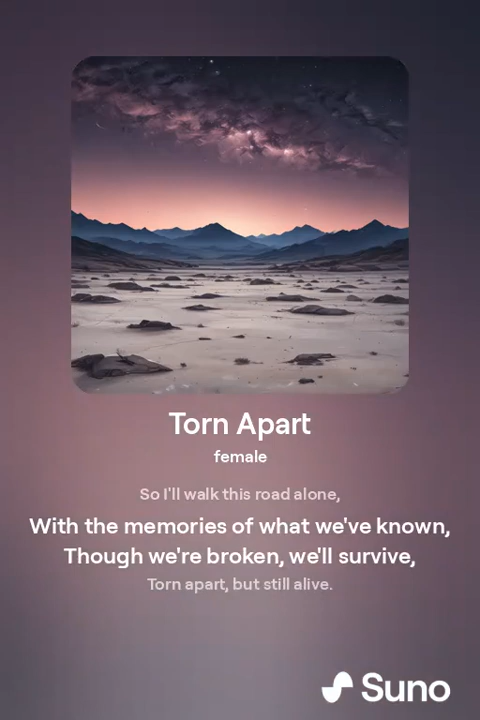 Torn Apart
female
So I'll walk this road alone,
With the memories of what we've known,
Though we're broken, we'll survive,
Torn apart, but still alive.
Suno